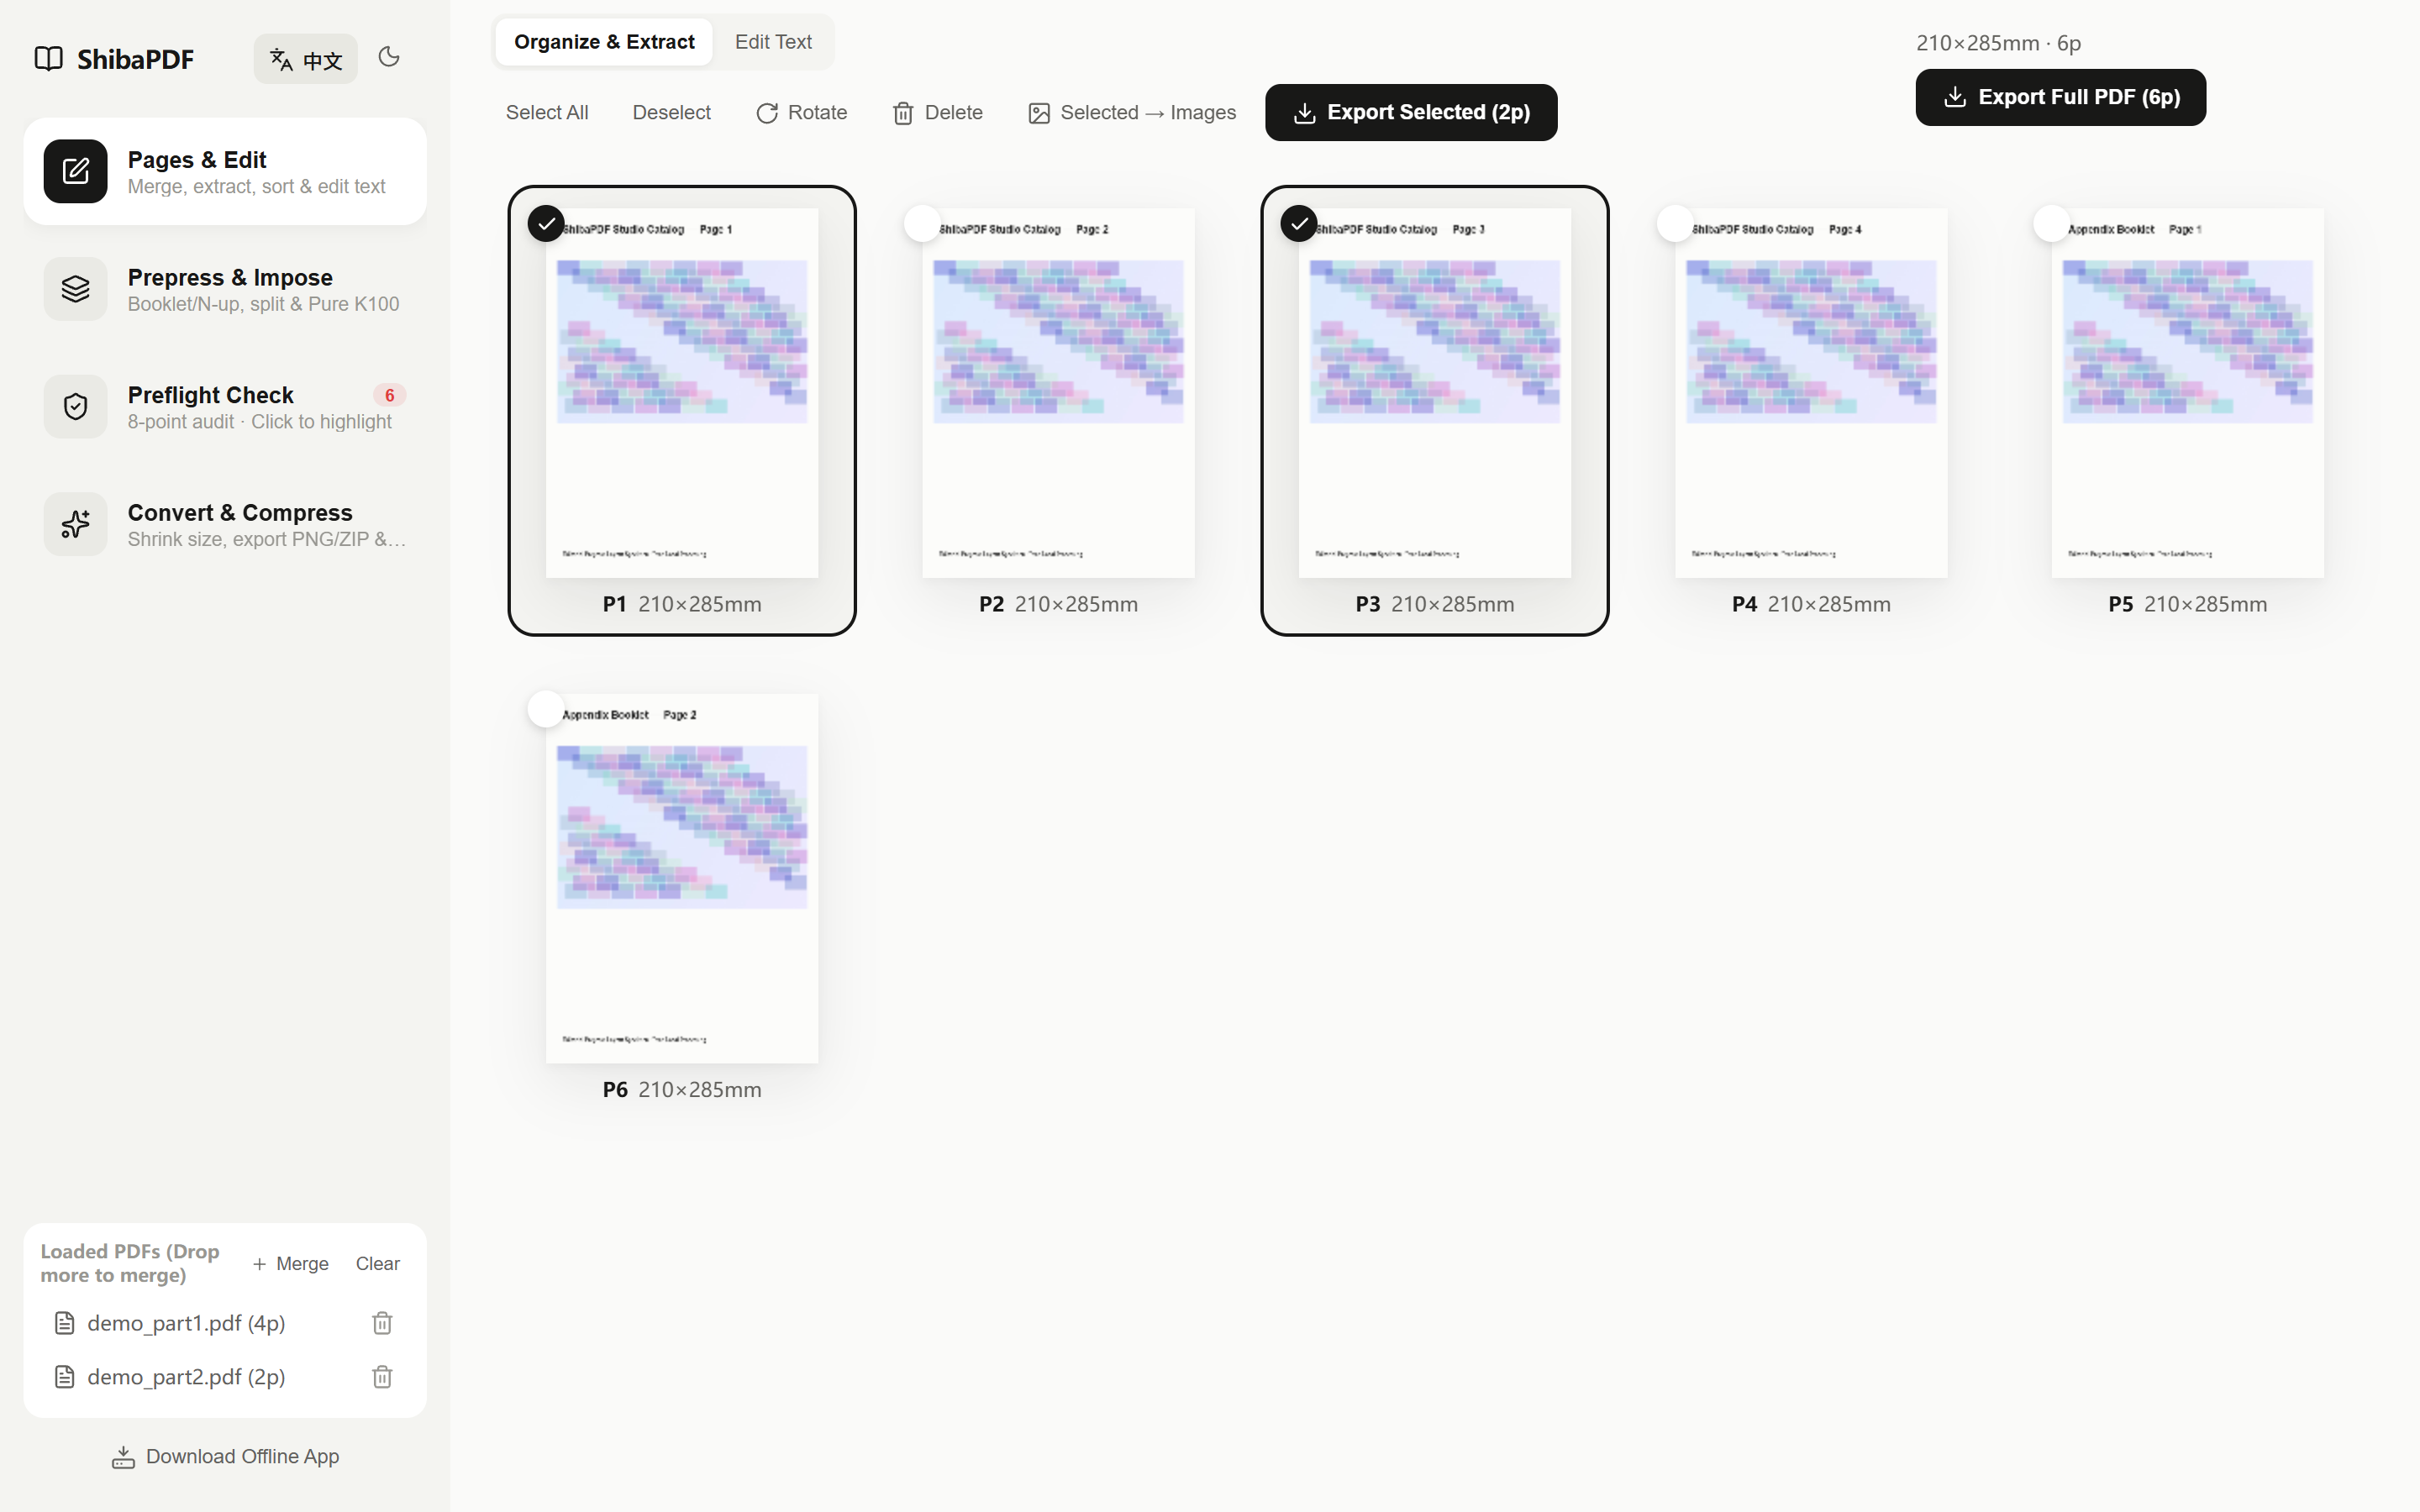 ShibaPDF
中文
Pages & Edit
Merge, extract, sort & edit text
Prepress & Impose
Booklet/N-up, split & Pure K100
Preflight Check
6
8-point audit · Click to highlight
Convert & Compress
Shrink size, export PNG/ZIP &...
Loaded PDFs (Drop
more to merge)
+ Merge
Clear
demo_part1.pdf (4p)
demo_part2.pdf (2p)
Download Offline App
Organize & Extract
Edit Text
210×285mm · 6p
Select All
Deselect
Rotate
Delete
Selected → Images
Export Selected (2p)
Export Full PDF (6p)
ShibaPDF Studio Catalog Page 1
P1 210×285mm
ShibaPDF Studio Catalog Page 2
P2 210×285mm
ShibaPDF Studio Catalog Page 3
P3 210×285mm
ShibaPDF Studio Catalog Page 4
P4 210×285mm
Appendix Booklet Page 1
P5 210×285mm
Appendix Booklet Page 2
P6 210×285mm